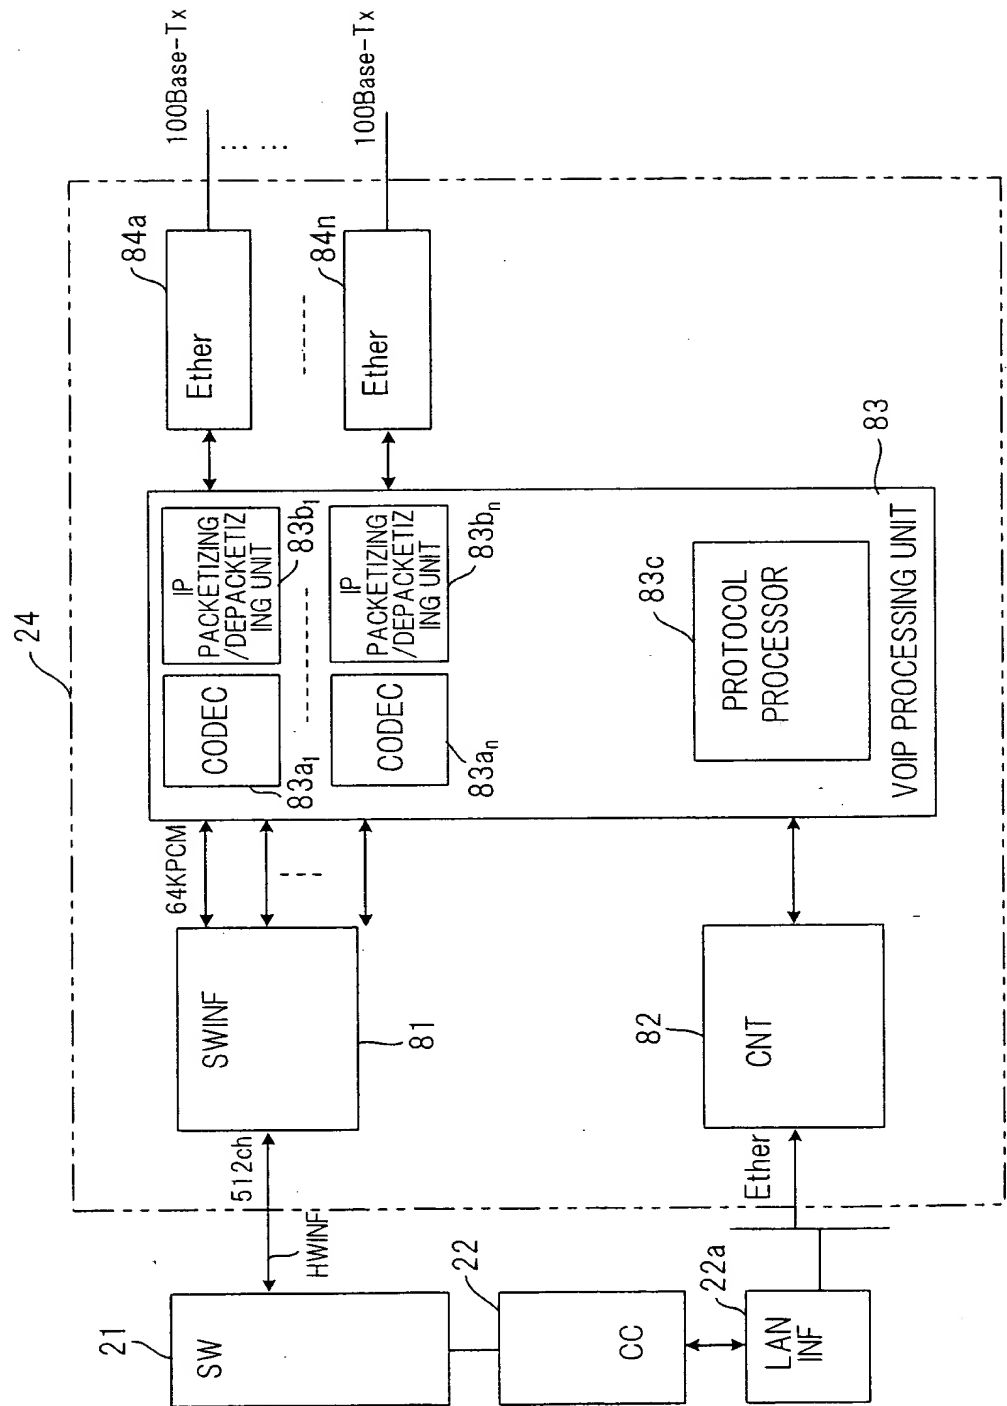 24
21
SW
22
CC
22a
LAN
INF
HWINF
512ch
SWINF
81
Ether
82
CNT
64KPCM
CODEC
83a1
IP
PACKETIZING
/DEPACKETIZ
ING UNIT
83b1
CODEC
83an
IP
PACKETIZING
/DEPACKETIZ
ING UNIT
83bn
83c
PROTOCOL
PROCESSOR
VOIP PROCESSING UNIT
83
84a
Ether
100Base-Tx
84n
Ether
100Base-Tx